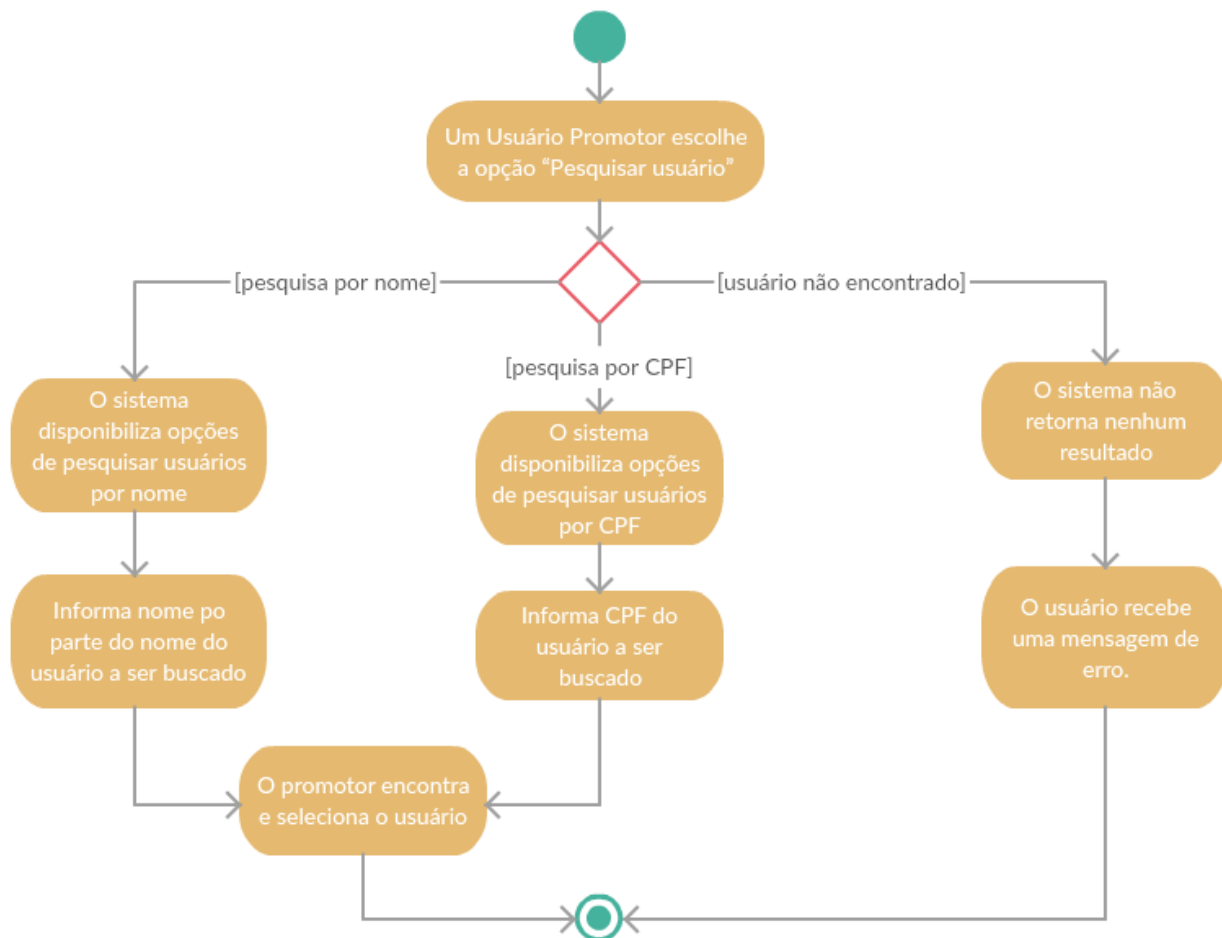 Um Usuário Promotor escolhe
a opção “Pesquisar usuário”
[pesquisa por nome]
[usuário não encontrado]
[pesquisa por CPF]
O sistema
disponibiliza opções
de pesquisar usuários
por nome
O sistema
disponibiliza opções
de pesquisar usuários
por CPF
O sistema não
retorna nenhum
resultado
Informa nome po
parte do nome do
usuário a ser buscado
Informa CPF do
usuário a ser
buscado
O usuário recebe
uma mensagem de
erro.
O promotor encontra
e seleciona o usuário